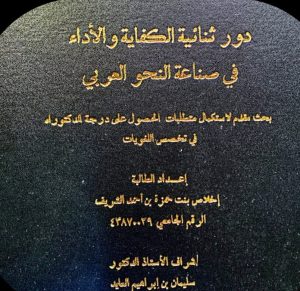 دور ثنائية الكفاية والأداء
في صناعة النحو العربي
بحث مقدم لاستكمال متطلبات الحصول على درجة الدكتوراه
في تخصص اللغويات
إعداد الطالبة
إخلاص بنت حمزة بن أحمد الشريف
الرقم الجامعي ٤٣٨٧٠٠٢٩
إشراف الأستاذ الدكتور
سليمان بن إبراهيم العايد